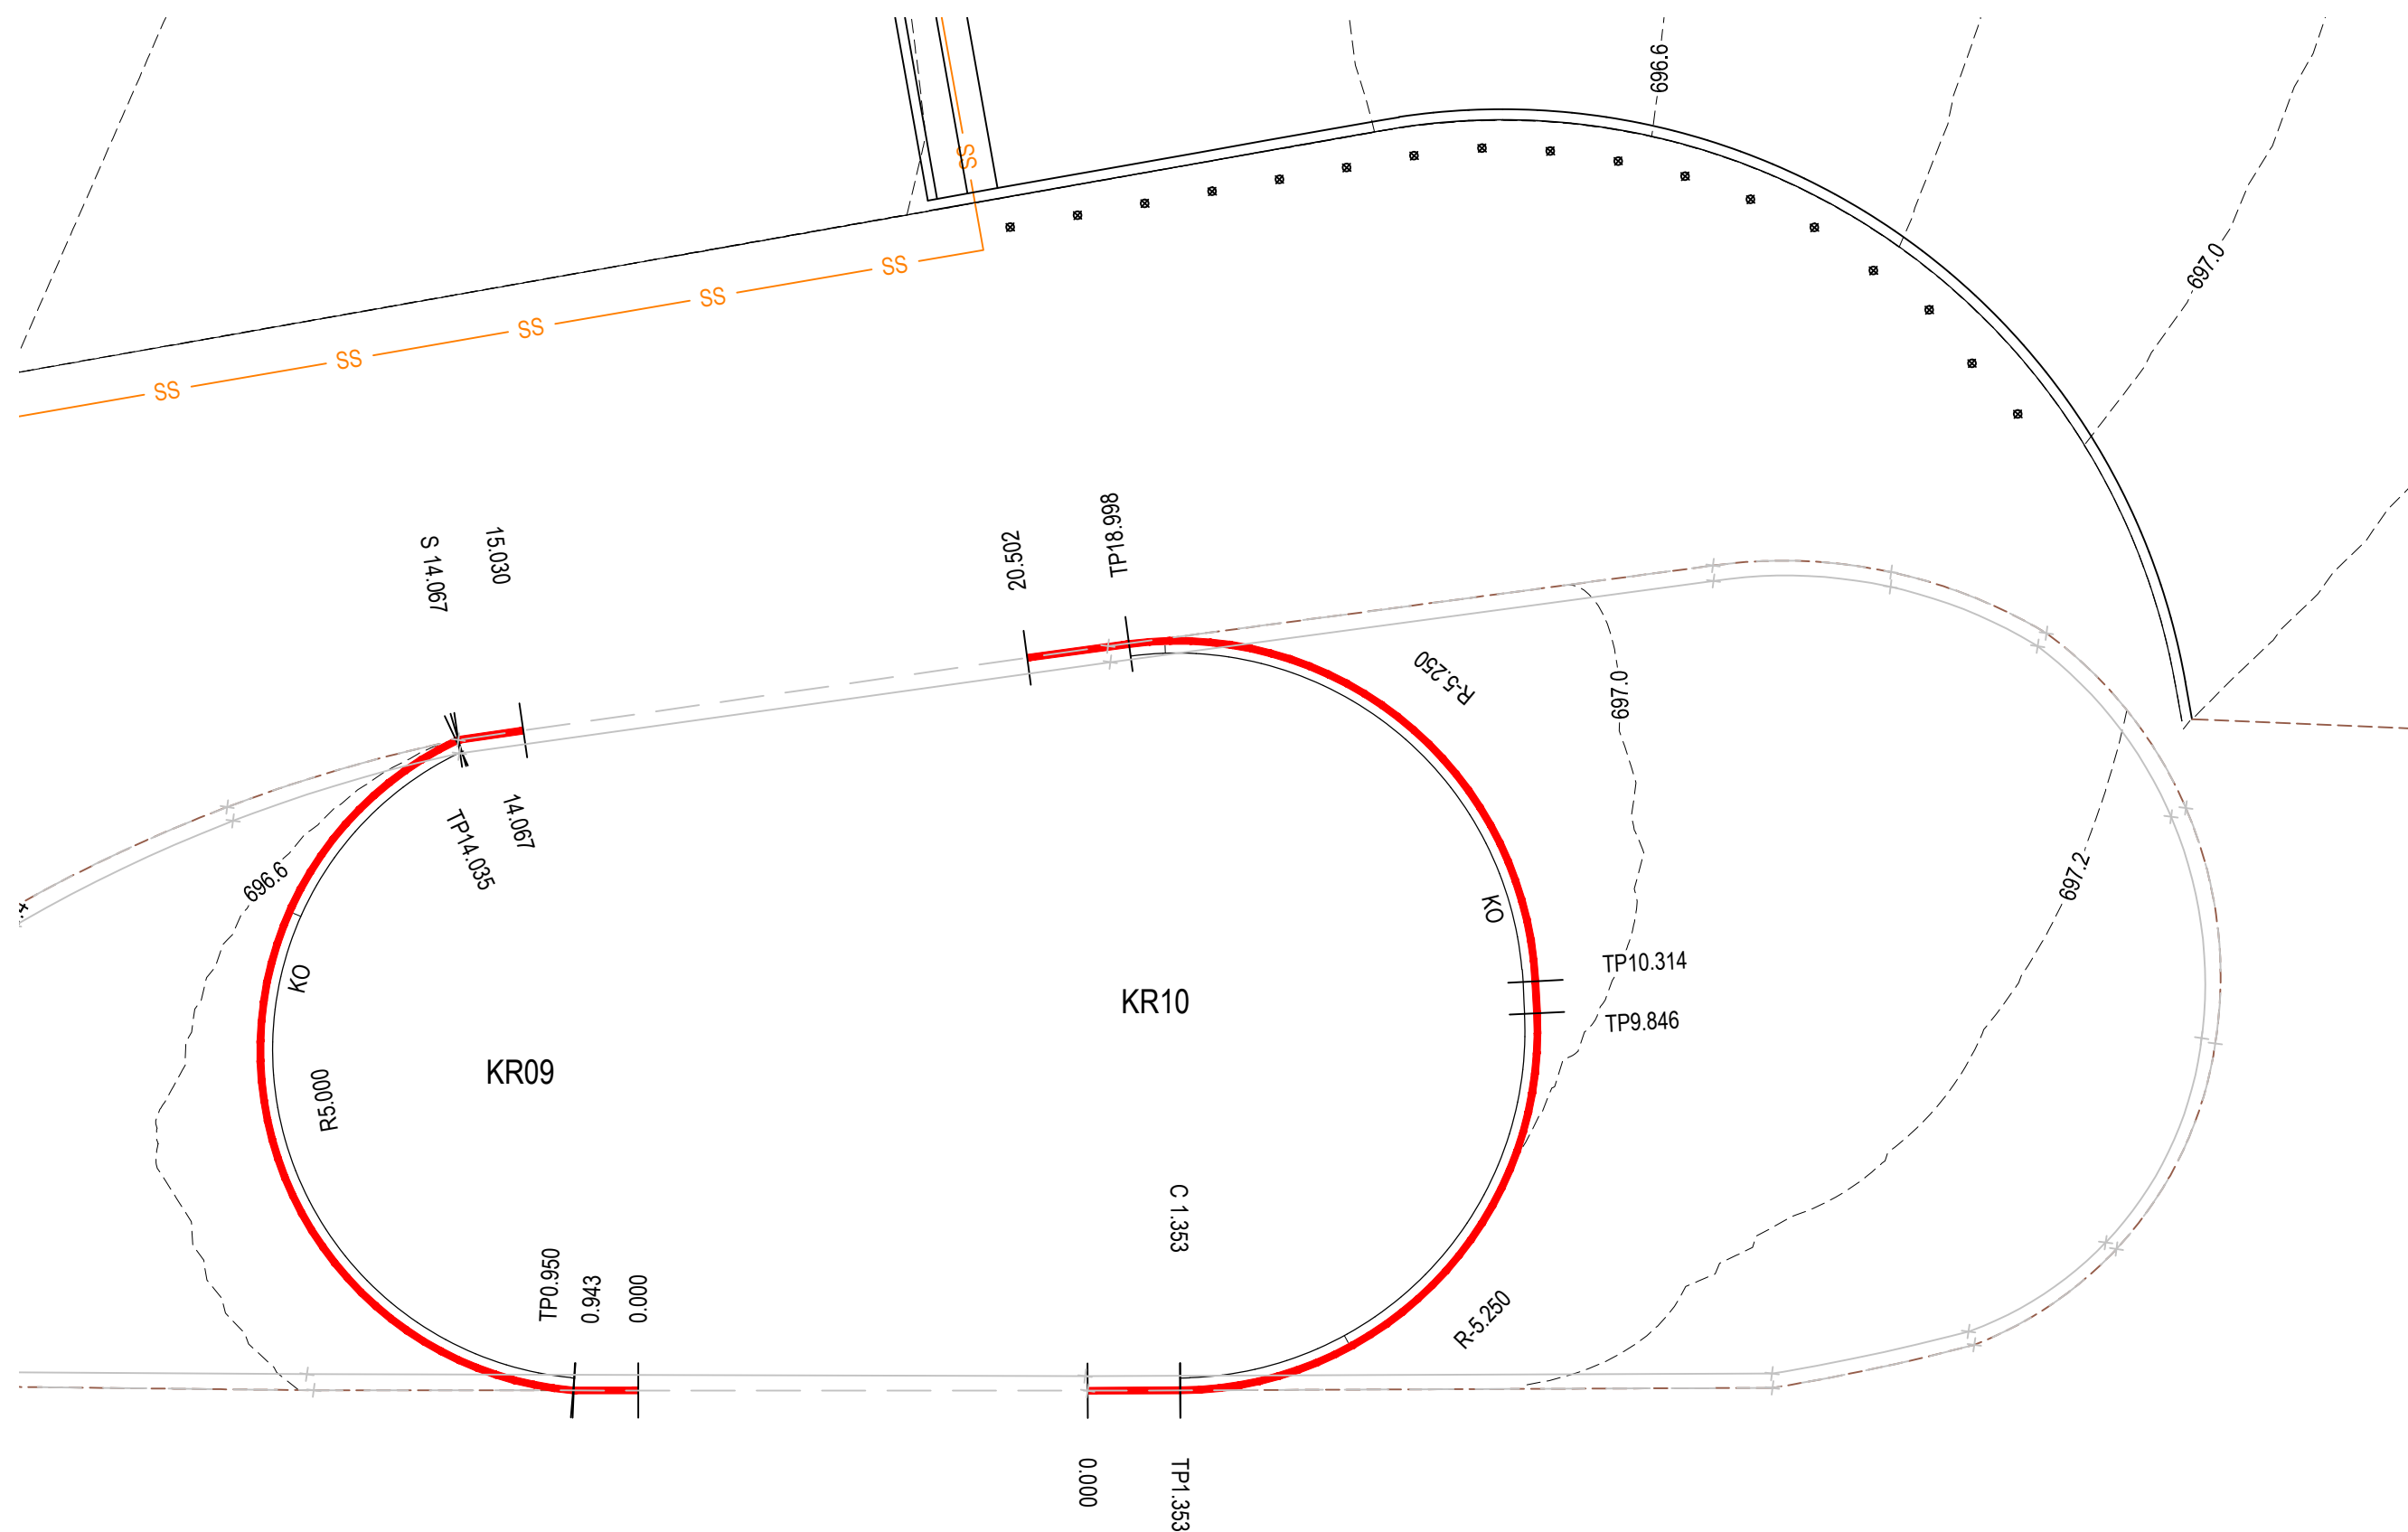 696.6
SS
697.0
SS
SS
SS
SS
SS
TP18.998
20.502
15.030
S 14.067
R-5.250
697.0
14.067
TP14.035
696.6
697.2
KO
TP10.314
KO
KR10
TP9.846
KR09
R5.000
C 1.353
TP0.950
0.943
0.000
R-5.250
0.000
TP1.353